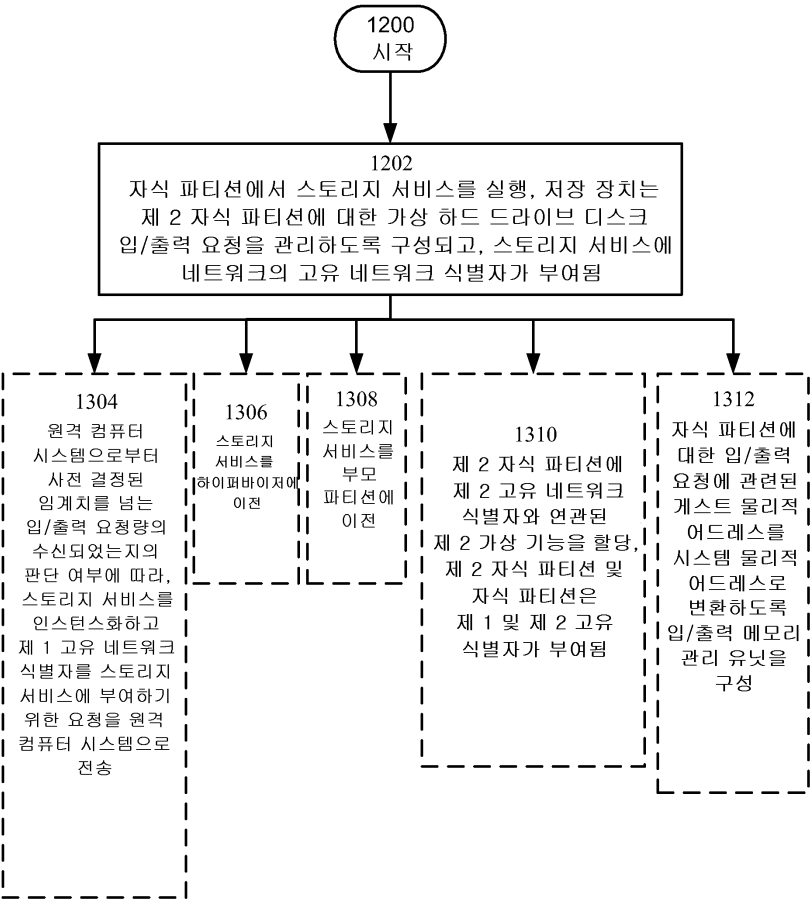 1200
시작
1202
자식 파티션에서 스토리지 서비스를 실행, 저장 장치는
제 2 자식 파티션에 대한 가상 하드 드라이브 디스크
입/출력 요청을 관리하도록 구성되고, 스토리지 서비스에
네트워크의 고유 네트워크 식별자가 부여됨
1304
원격 컴퓨터
시스템으로부터
사전 결정된
임계치를 넘는
입/출력 요청량의
수신되었는지의
판단 여부에 따라,
스토리지 서비스를
인스턴스화하고
제 1 고유 네트워크
식별자를 스토리지
서비스에 부여하기
위한 요청을 원격
컴퓨터 시스템으로
전송
1306
스토리지
서비스를
하이퍼바이저에
이전
1308
스토리지
서비스를
부모
파티션에
이전
1310
제 2 자식 파티션에
제 2 고유 네트워크
식별자와 연관된
제 2 가상 기능을 할당,
제 2 자식 파티션 및
자식 파티션은
제 1 및 제 2 고유
식별자가 부여됨
1312
자식 파티션에
대한 입/출력
요청에 관련된
게스트 물리적
어드레스를
시스템 물리적
어드레스로
변환하도록
입/출력 메모리
관리 유닛을
구성